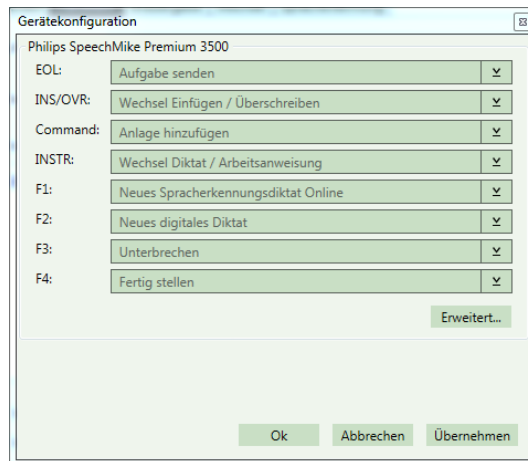 Gerätekonfiguration
Philips SpeechMike Premium 3500
EOL: Aufgabe senden
INS/OVR: Wechsel Einfügen / Überschreiben
Command: Anlage hinzufügen
INSTR: Wechsel Diktat / Arbeitsanweisung
F1: Neues Spracherkennungsdiktat Online
F2: Neues digitales Diktat
F3: Unterbrechen
F4: Fertig stellen
Erweitert...
Ok Abbrechen Übernehmen